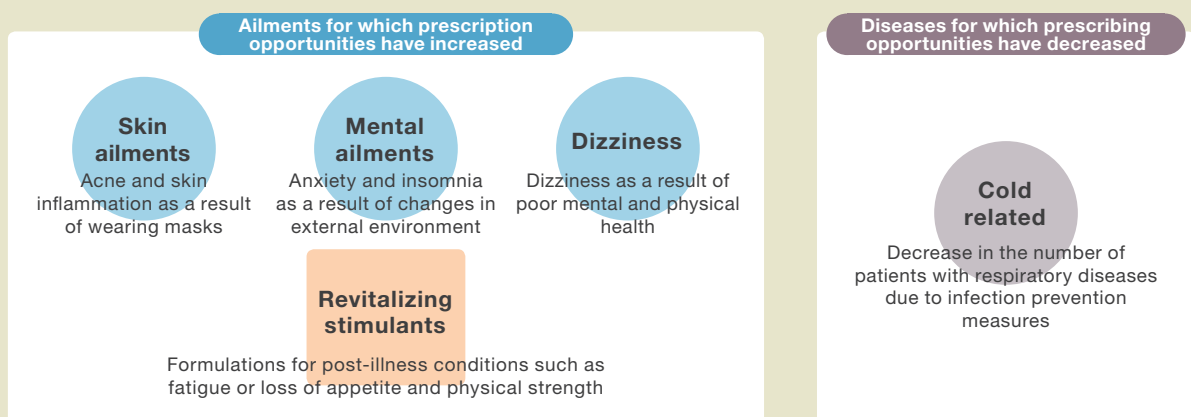 Ailments for which prescription
opportunities have increased
Skin
ailments
Acne and skin
inflammation as a result
of wearing masks
Mental
ailments
Anxiety and insomnia
as a result of changes in
external environment
Dizziness
Dizziness as a result of
poor mental and physical
health
Revitalizing
stimulants
Formulations for post-illness conditions such as
fatigue or loss of appetite and physical strength
Diseases for which prescribing
opportunities have decreased
Cold
related
Decrease in the number of
patients with respiratory diseases
due to infection prevention
measures